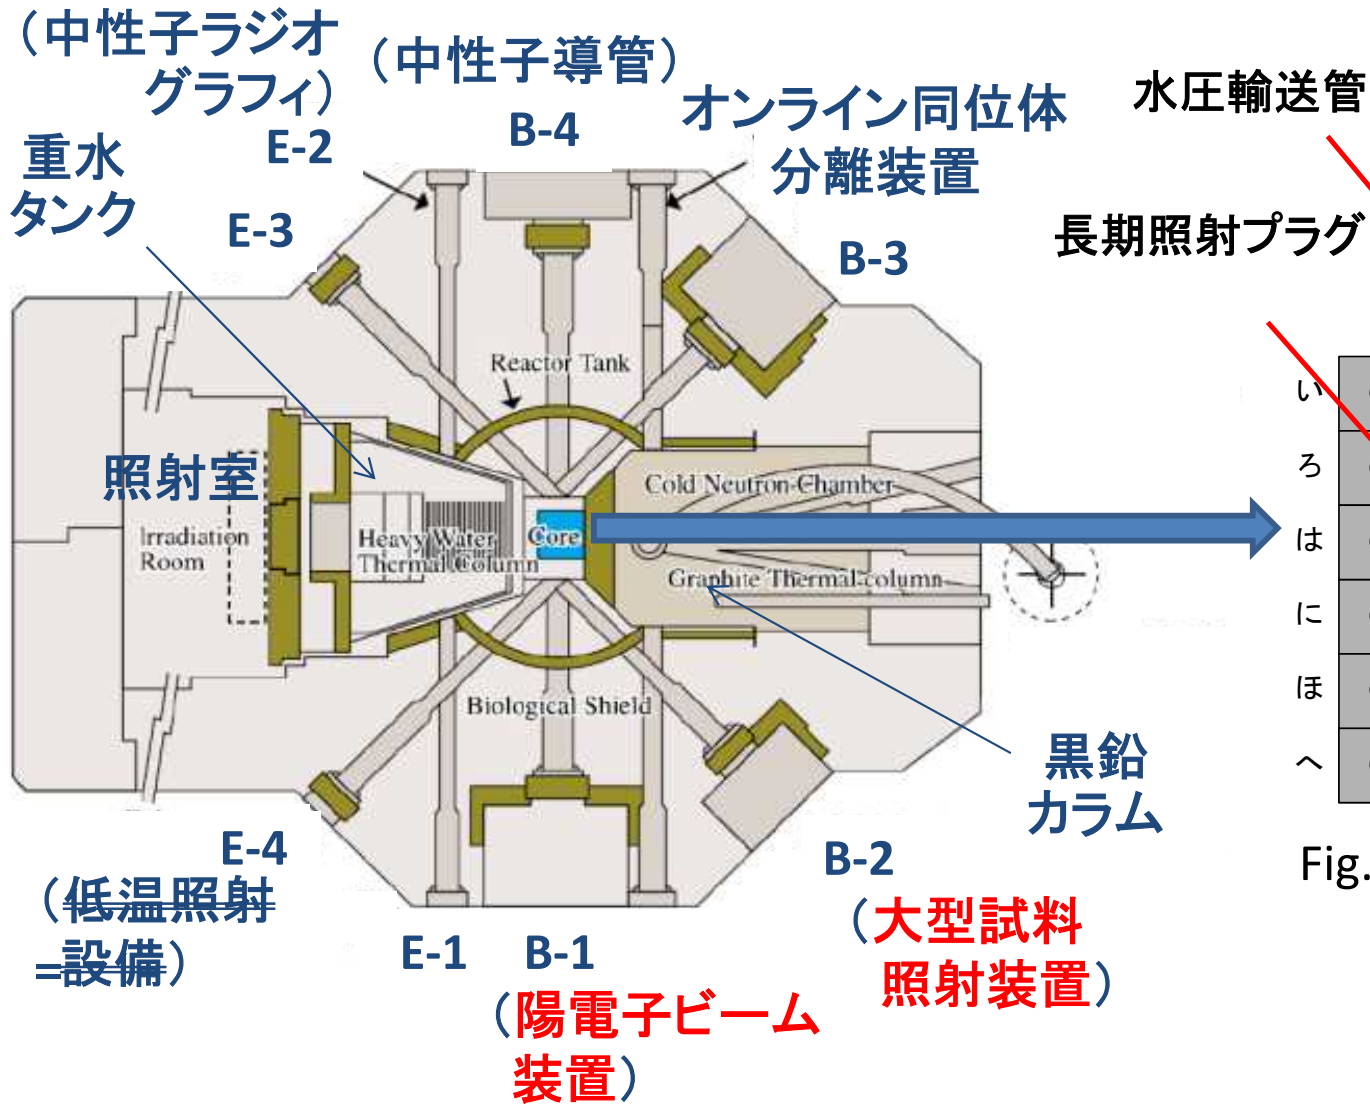 （中性子ラジオ
グラフィ）
E-2
（中性子導管）
B-4
オンライン同位体
分離装置
水圧輸送管
重水
タンク
E-3
B-3
長期照射プラグ
Reactor Tank
い
ろ
は
に
ほ
へ
照射室
Irradiation
Room
Heavy Water
Thermal Column
Core
Cold Neutron Chamber
Graphite Thermal column
Biological Shield
黒鉛
カラム
E-4
（低温照射
=設備）
E-1
B-1
（陽電子ビーム
装置）
B-2
（大型試料
照射装置）
Fig.